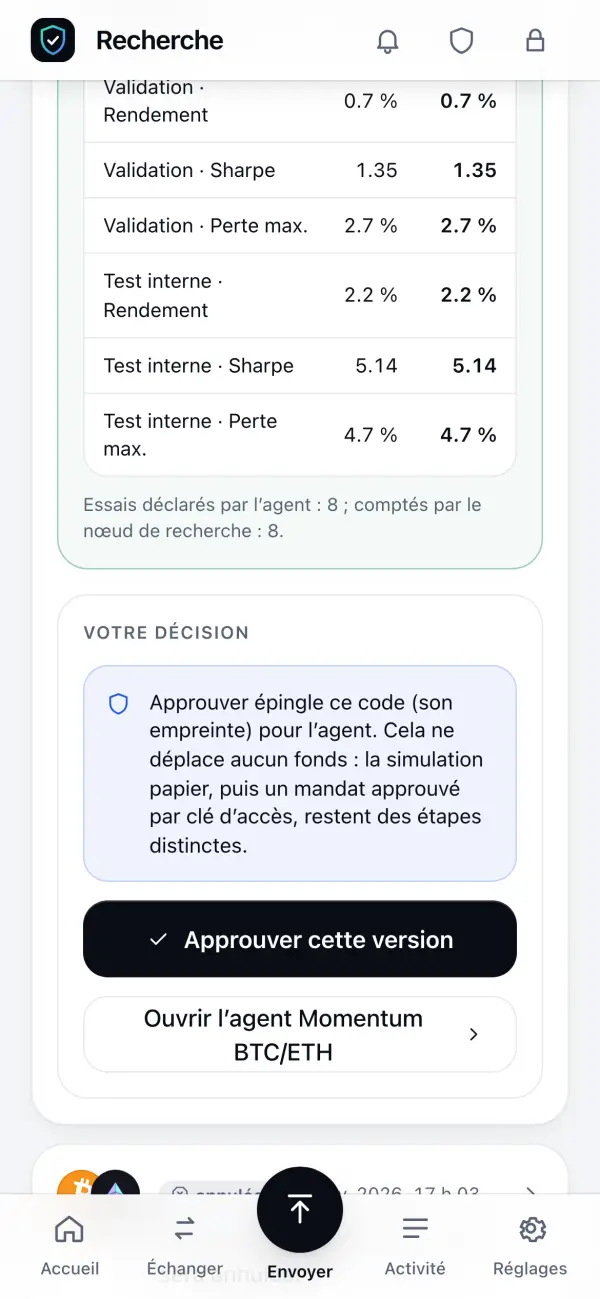 Recherche
Validation ·
Rendement
0.7 % 0.7 %
Validation · Sharpe 1.35 1.35
Validation · Perte max. 2.7 % 2.7 %
Test interne ·
Rendement
2.2 % 2.2 %
Test interne · Sharpe 5.14 5.14
Test interne · Perte
max.
4.7 % 4.7 %
Essais déclarés par l’agent : 8 ; comptés par le
nœud de recherche : 8.
VOTRE DÉCISION
Approuver épingle ce code (son
empreinte) pour l’agent. Cela ne
déplace aucun fonds : la simulation
papier, puis un mandat approuvé
par clé d’accès, restent des étapes
distinctes.
Approuver cette version
Ouvrir l’agent Momentum
BTC/ETH
2026, 17 h 03
Accueil Échanger Envoyer Activité Réglages